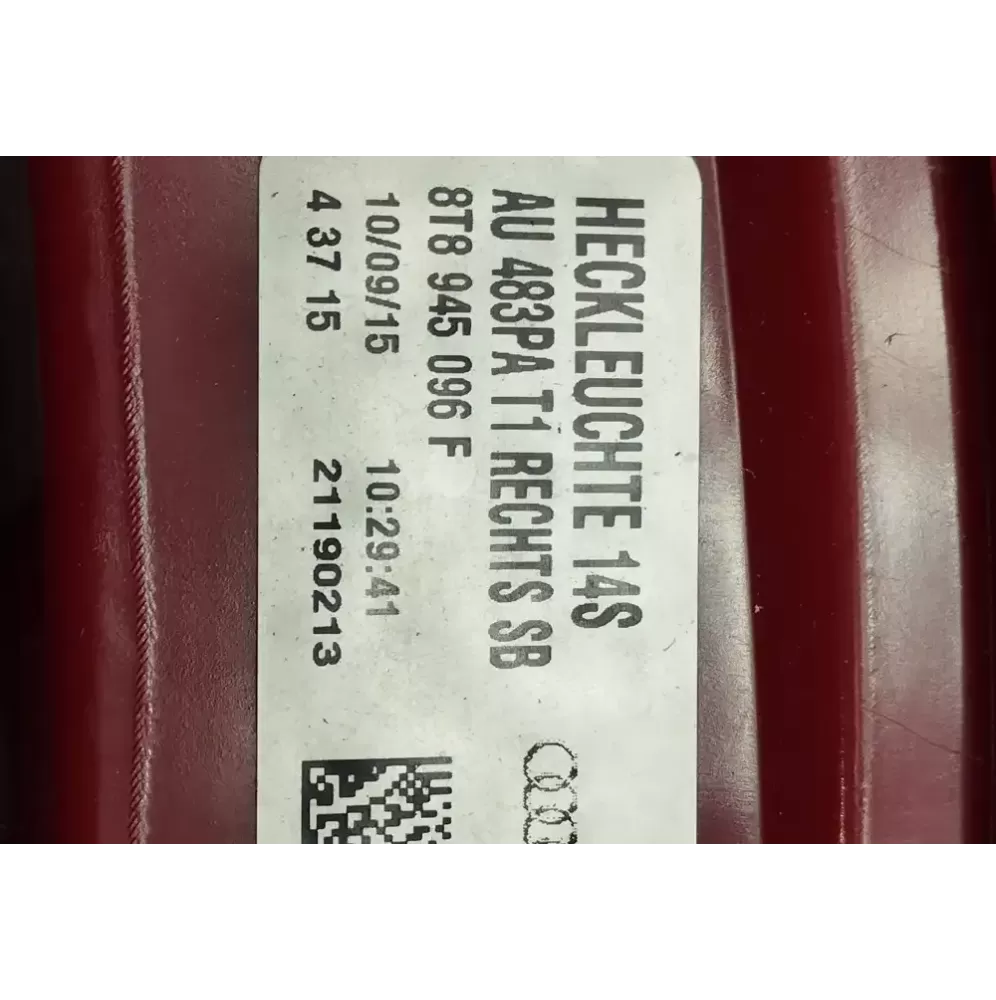 HECKLEUCHTE 14S
AU 483PA T1 RECHTS SB
8T8 945 096 F
10/09/15 10:29:41
4 37 15 21190213